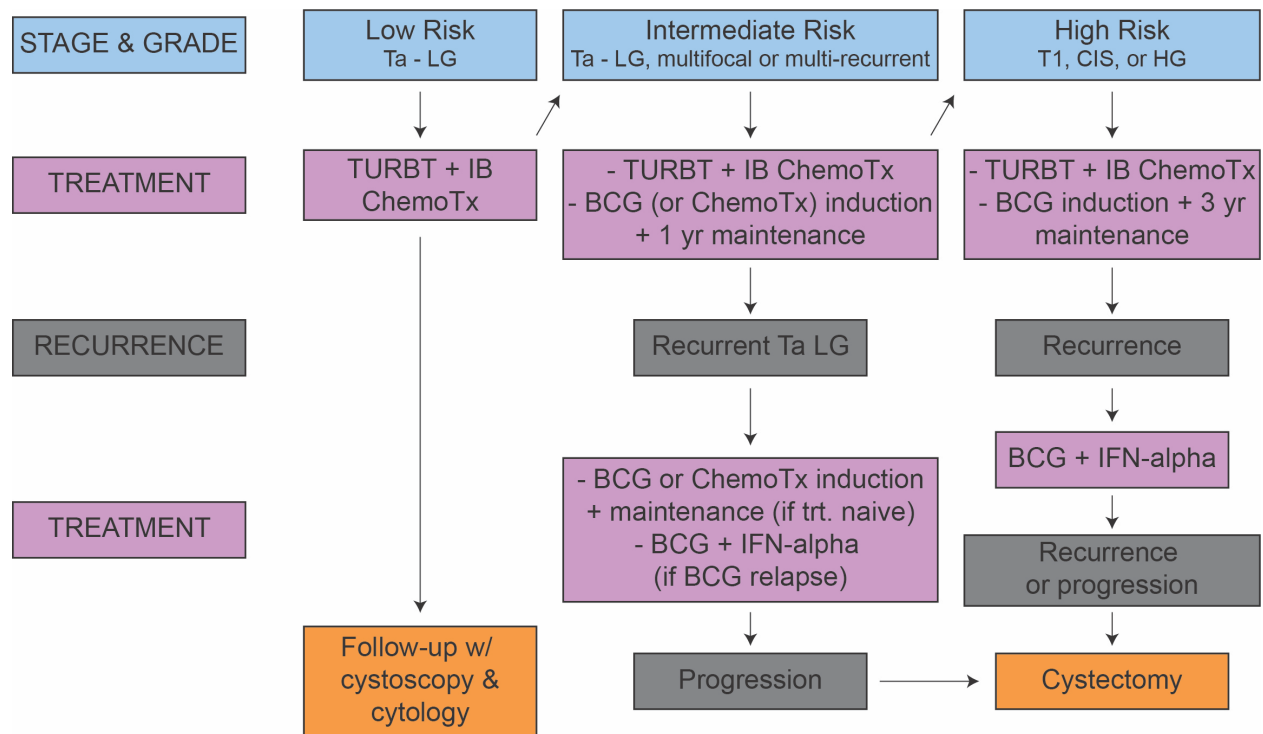 STAGE & GRADE
Low Risk
Ta - LG
Intermediate Risk
Ta - LG, multifocal or multi-recurrent
High Risk
T1, CIS, or HG
TREATMENT
TURBT + IB
ChemoTx
- TURBT + IB ChemoTx
- BCG (or ChemoTx) induction
+ 1 yr maintenance
- TURBT + IB ChemoTx
- BCG induction + 3 yr
maintenance
RECURRENCE
Recurrent Ta LG
Recurrence
BCG + IFN-alpha
TREATMENT
- BCG or ChemoTx induction
+ maintenance (if trt. naive)
- BCG + IFN-alpha
(if BCG relapse)
Recurrence
or progression
Follow-up w/
cystoscopy &
cytology
Progression
Cystectomy